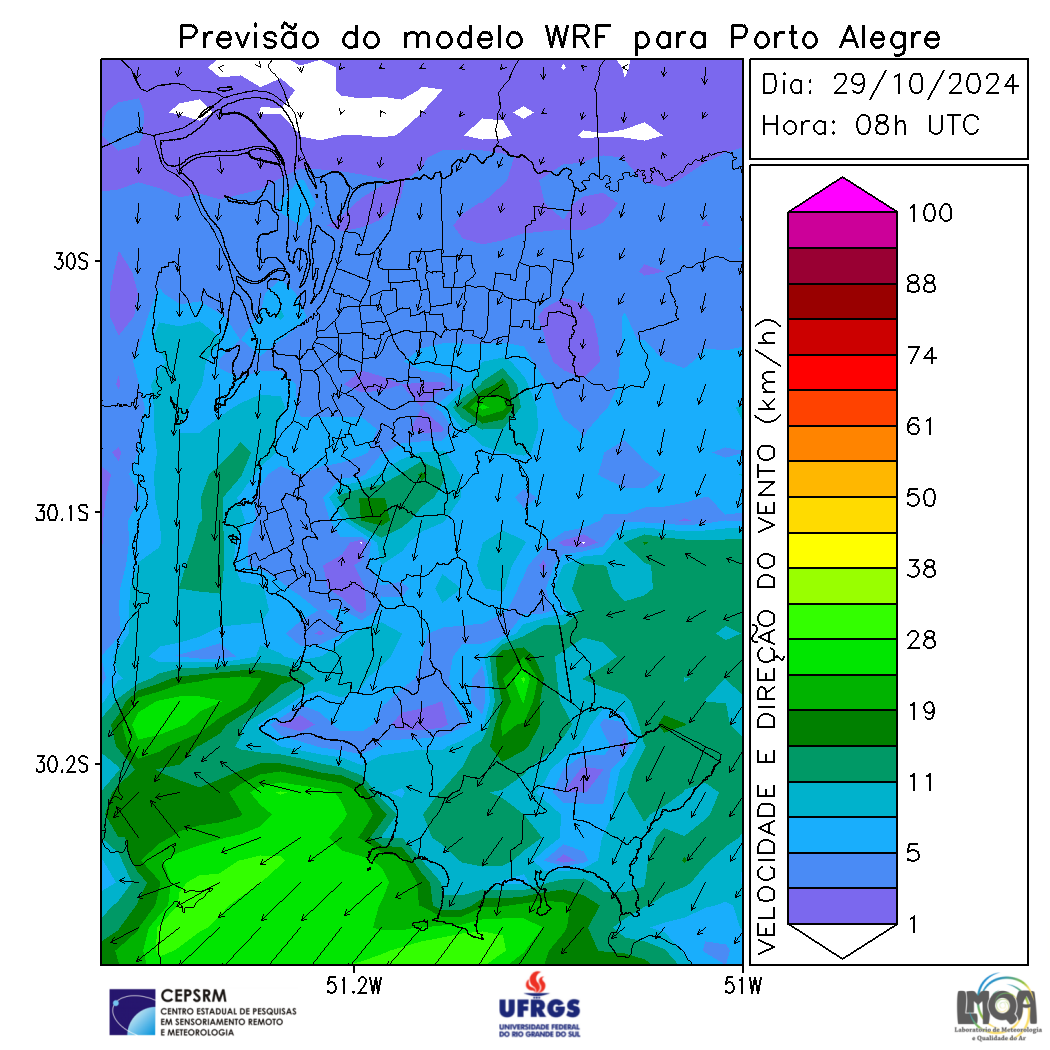 Previsão do modelo WRF para Porto Alegre
Dia: 29/10/2024
Hora: 08h UTC
30S
30.1S
30.2S
51.2W
51W
VELOCIDADE E DIREÇÃO DO VENTO (km/h)
100
88
74
61
50
38
28
19
11
5
1
CEPSRM
CENTRO ESTADUAL DE PESQUISAS
EM SENSORIAMENTO REMOTO
E METEOROLOGIA
UFRGS
UNIVERSIDADE FEDERAL
DO RIO GRANDE DO SUL
LMQA
Laboratório de Meteorologia
e Qualidade do Ar